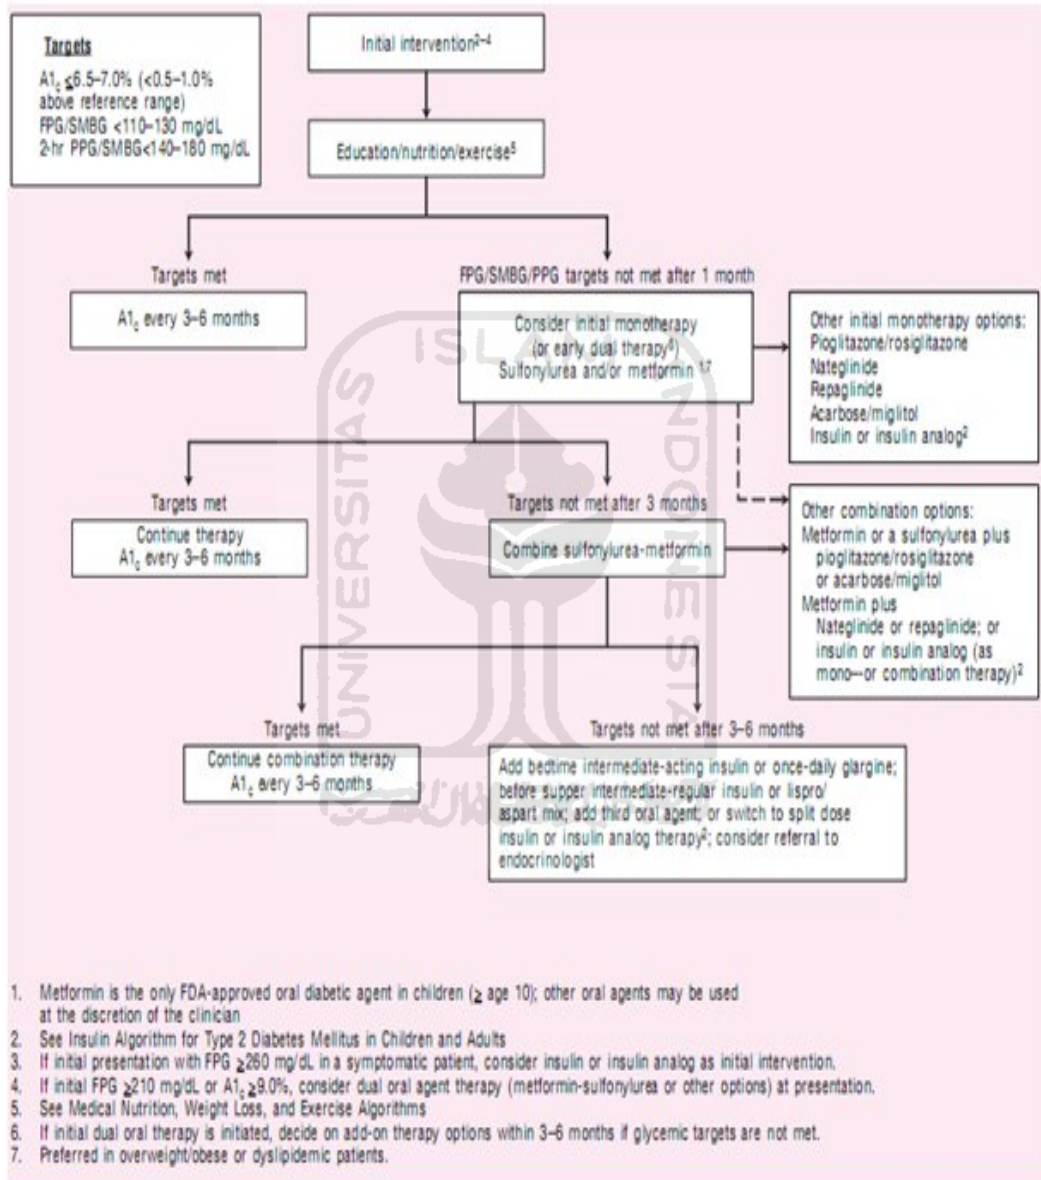 Targets
A1c ≤6.5–7.0% (<0.5–1.0%
above reference range)
FPG/SMBG <110–130 mg/dL
2-hr PPG/SMBG<140–180 mg/dL
Initial intervention2–4
Education/nutrition/exercise5
Targets met
A1c every 3–6 months
FPG/SMBG/PPG targets not met after 1 month
Consider initial monotherapy
(or early dual therapy6)
Sulfonylurea and/or metformin 1,7
Other initial monotherapy options:
Pioglitazone/rosiglitazone
Nateglinide
Repaglinide
Acarbose/miglitol
Insulin or insulin analog2
Targets met
Continue therapy
A1c every 3–6 months
Targets not met after 3 months
Combine sulfonylurea-metformin
Other combination options:
Metformin or a sulfonylurea plus
pioglitazone/rosiglitazone
or acarbose/miglitol
Metformin plus
Nateglinide or repaglinide; or
insulin or insulin analog (as
mono—or combination therapy)2
Targets met
Continue combination therapy
A1c every 3–6 months
Targets not met after 3–6 months
Add bedtime intermediate-acting insulin or once-daily glargine;
before supper intermediate-regular insulin or lispro/
aspart mix; add third oral agent; or switch to split dose
insulin or insulin analog therapy2; consider referral to
endocrinologist
1. Metformin is the only FDA-approved oral diabetic agent in children (≥ age 10); other oral agents may be used
at the discretion of the clinician
2. See Insulin Algorithm for Type 2 Diabetes Mellitus in Children and Adults
3. If initial presentation with FPG ≥260 mg/dL in a symptomatic patient, consider insulin or insulin analog as initial intervention.
4. If initial FPG ≥210 mg/dL or A1c ≥9.0%, consider dual oral agent therapy (metformin-sulfonylurea or other options) at presentation.
5. See Medical Nutrition, Weight Loss, and Exercise Algorithms
6. If initial dual oral therapy is initiated, decide on add-on therapy options within 3–6 months if glycemic targets are not met.
7. Preferred in overweight/obese or dyslipidemic patients.
UNIVERSITAS
ISLAM
INDONESIA